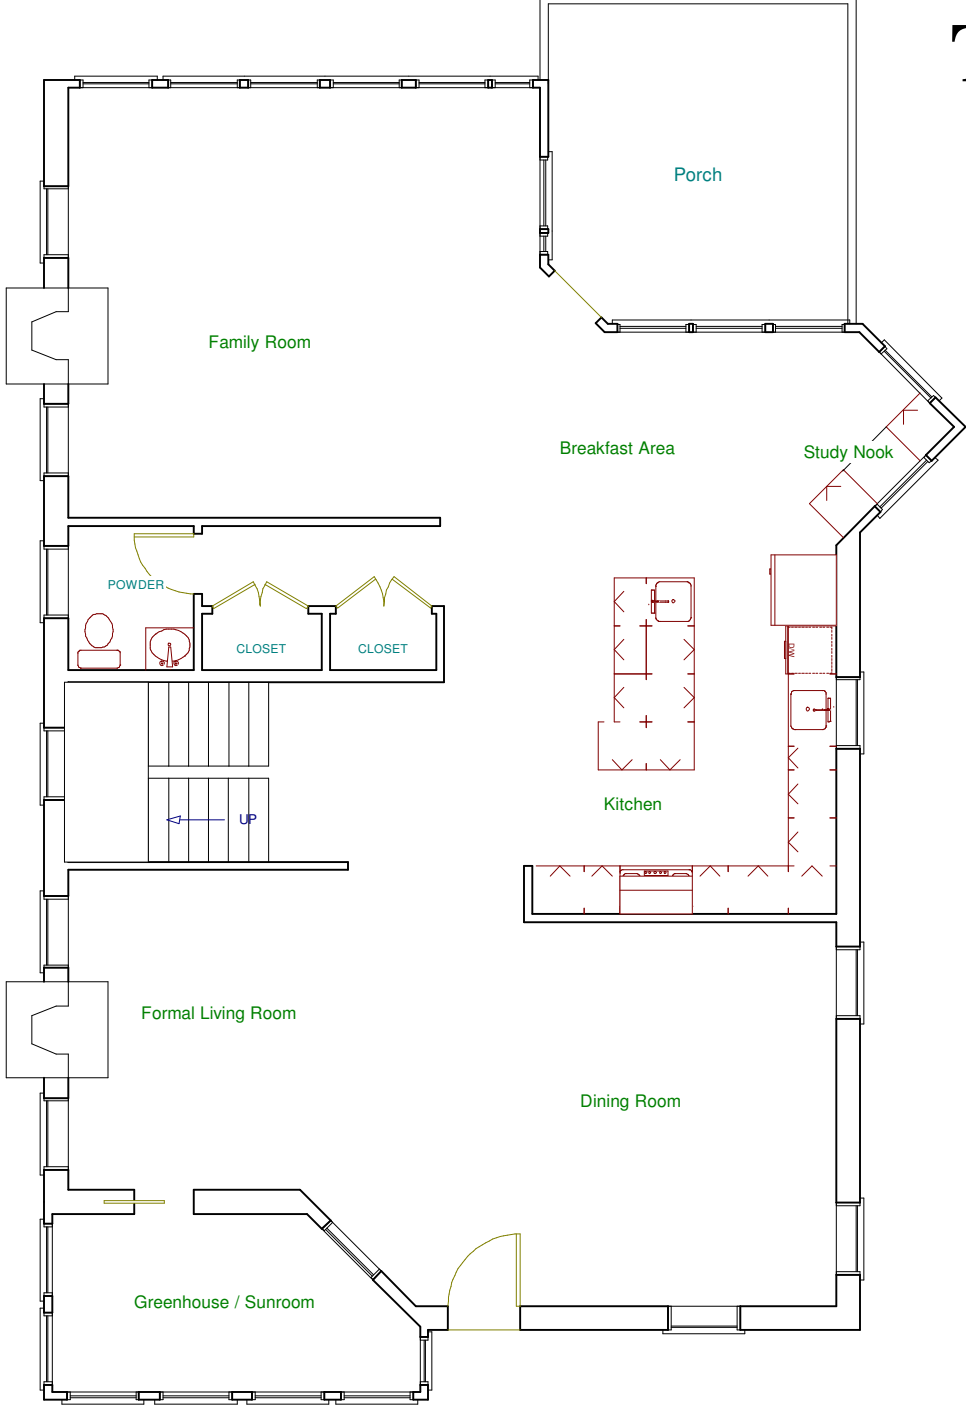 Porch
Family Room
Breakfast Area
Study Nook
POWDER
CLOSET
CLOSET
DW
Kitchen
UP
Formal Living Room
Dining Room
Greenhouse / Sunroom